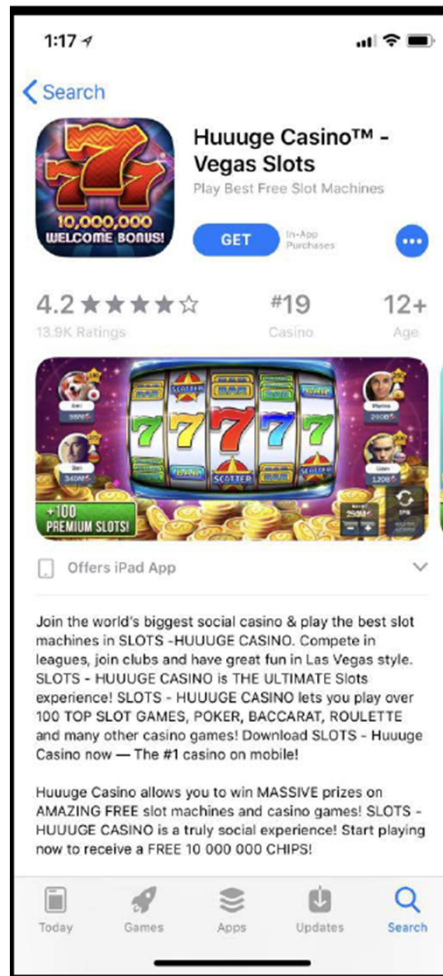 1:17
Search
10,000,000
WELCOME BONUS!
Huuuge Casino™ -
Vegas Slots
Play Best Free Slot Machines
GET
In-App
Purchases
4.2
#19
12+
13.9K Ratings
Casino
Age
SCATTER
7 7 7 7 7
SCATTER
+100
PREMIUM SLOTS!
Offers iPad App
Join the world's biggest social casino & play the best slot
machines in SLOTS -HUUUGE CASINO. Compete in
leagues, join clubs and have great fun in Las Vegas style.
SLOTS - HUUUGE CASINO is THE ULTIMATE Slots
experience! SLOTS - HUUUGE CASINO lets you play over
100 TOP SLOT GAMES, POKER, BACCARAT, ROULETTE
and many other casino games! Download SLOTS - Huuuge
Casino now — The #1 casino on mobile!
Huuuge Casino allows you to win MASSIVE prizes on
AMAZING FREE slot machines and casino games! SLOTS -
HUUUGE CASINO is a truly social experience! Start playing
now to receive a FREE 10 000 000 CHIPS!
Today
Games
Apps
Updates
Search